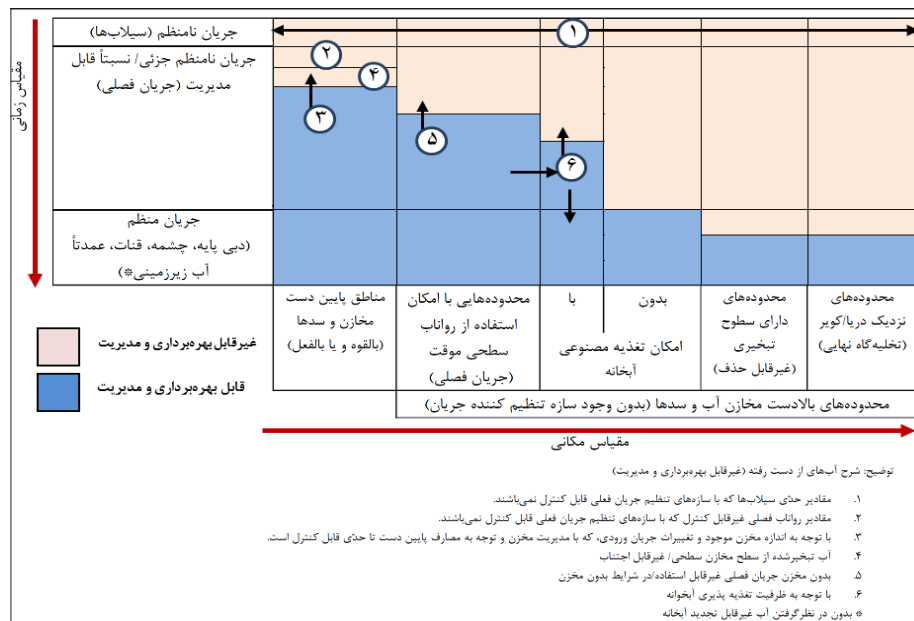 مقیاس زمانی
جریان نامنظم (سیلاب‌ها)
جریان نامنظم جزئی/ نسبتاً قابل
مدیریت (جریان فصلی)
جریان منظم
(دبی پایه، چشمه، قنات، عمدتاً
آب زیرزمینی*)
۱
۲
۴
۳
۵
۶
مناطق پایین دست
مخازن و سدها
(بالقوه و یا بالفعل)
محدوده‌هایی با امکان
استفاده از رواناب
سطحی موقت
(جریان فصلی)
با
بدون
امکان تغذیه مصنوعی
آبخانه
محدوده‌های
دارای سطوح
تبخیری
(غیرقابل حذف)
محدوده‌های
نزدیک دریا/کویر
(تخلیه‌گاه نهایی)
محدوده‌های بالادست مخازن آب و سدها (بدون وجود سازه تنظیم کننده جریان)
مقیاس مکانی
غیرقابل بهره‌برداری و مدیریت
قابل بهره‌برداری و مدیریت
توضیح: شرح آب‌های از دست رفته (غیرقابل بهره‌برداری و مدیریت)
۱. مقادیر حدّی سیلاب‌ها که با سازه‌های تنظیم جریان فعلی قابل کنترل نمی‌باشند.
۲. مقادیر رواناب فصلی غیرقابل کنترل که با سازه‌های تنظیم جریان فعلی قابل کنترل نمی‌باشند.
۳. با توجه به اندازه مخزن موجود و تغییرات جریان ورودی، که با مدیریت مخزن و توجه به مصارف پایین دست تا حدّی قابل کنترل است.
۴. آب تبخیرشده از سطح مخازن سطحی/ غیرقابل اجتناب
۵. بدون مخزن جریان فصلی غیرقابل استفاده/در شرایط بدون مخزن
۶. با توجه به ظرفیت تغذیه پذیری آبخوانه
* بدون در نظرگرفتن آب غیرقابل تجدید آبخانه